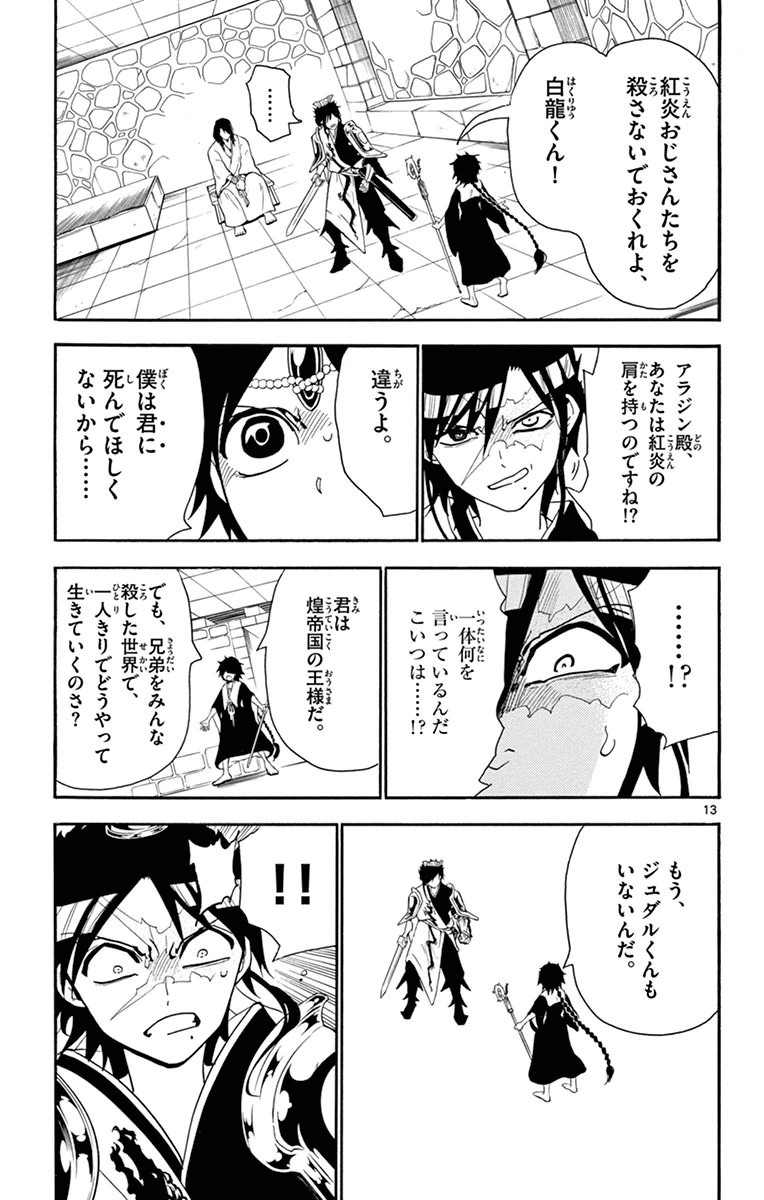 紅炎おじさんたちを
殺さないでおくれよ、
白龍くん！
……
アラジン殿、
あなたは紅炎の
肩を持つのですね!?
違うよ。
僕は君に
死んでほしく
ないから……
……!?
一体何を
言っているんだ
こいつは……!?
君は
煌帝国の王様だ。
でも、兄弟をみんな
殺した世界で、
一人きりでどうやって
生きていくのさ？
13
もう、
ジュダルくんも
いないんだ。
!!